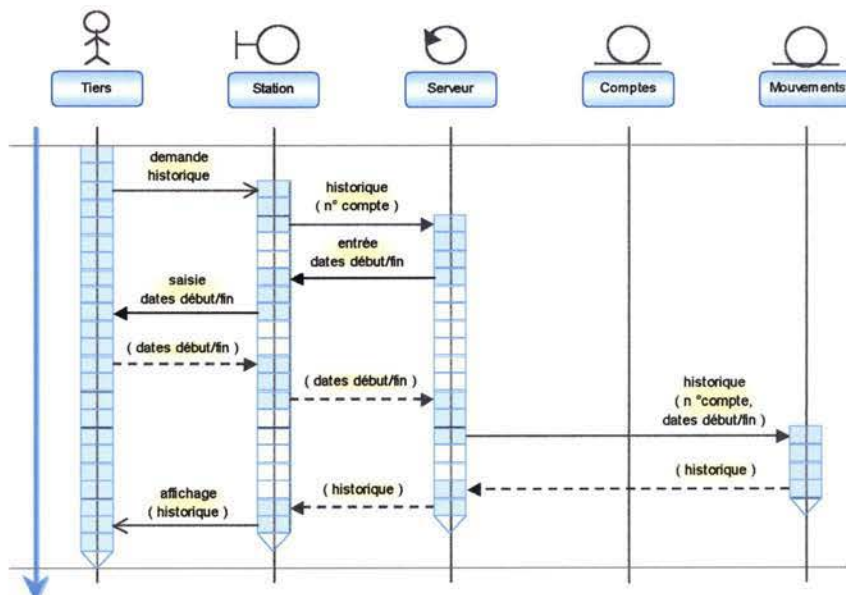 Tiers
Station
Serveur
Comptes
Mouvements
demande
historique
historique
( n° compte )
entrée
dates début/fin
saisie
dates début/fin
( dates début/fin )
( dates début/fin )
historique
( n °compte,
dates début/fin )
( historique )
( historique )
affichage
( historique )